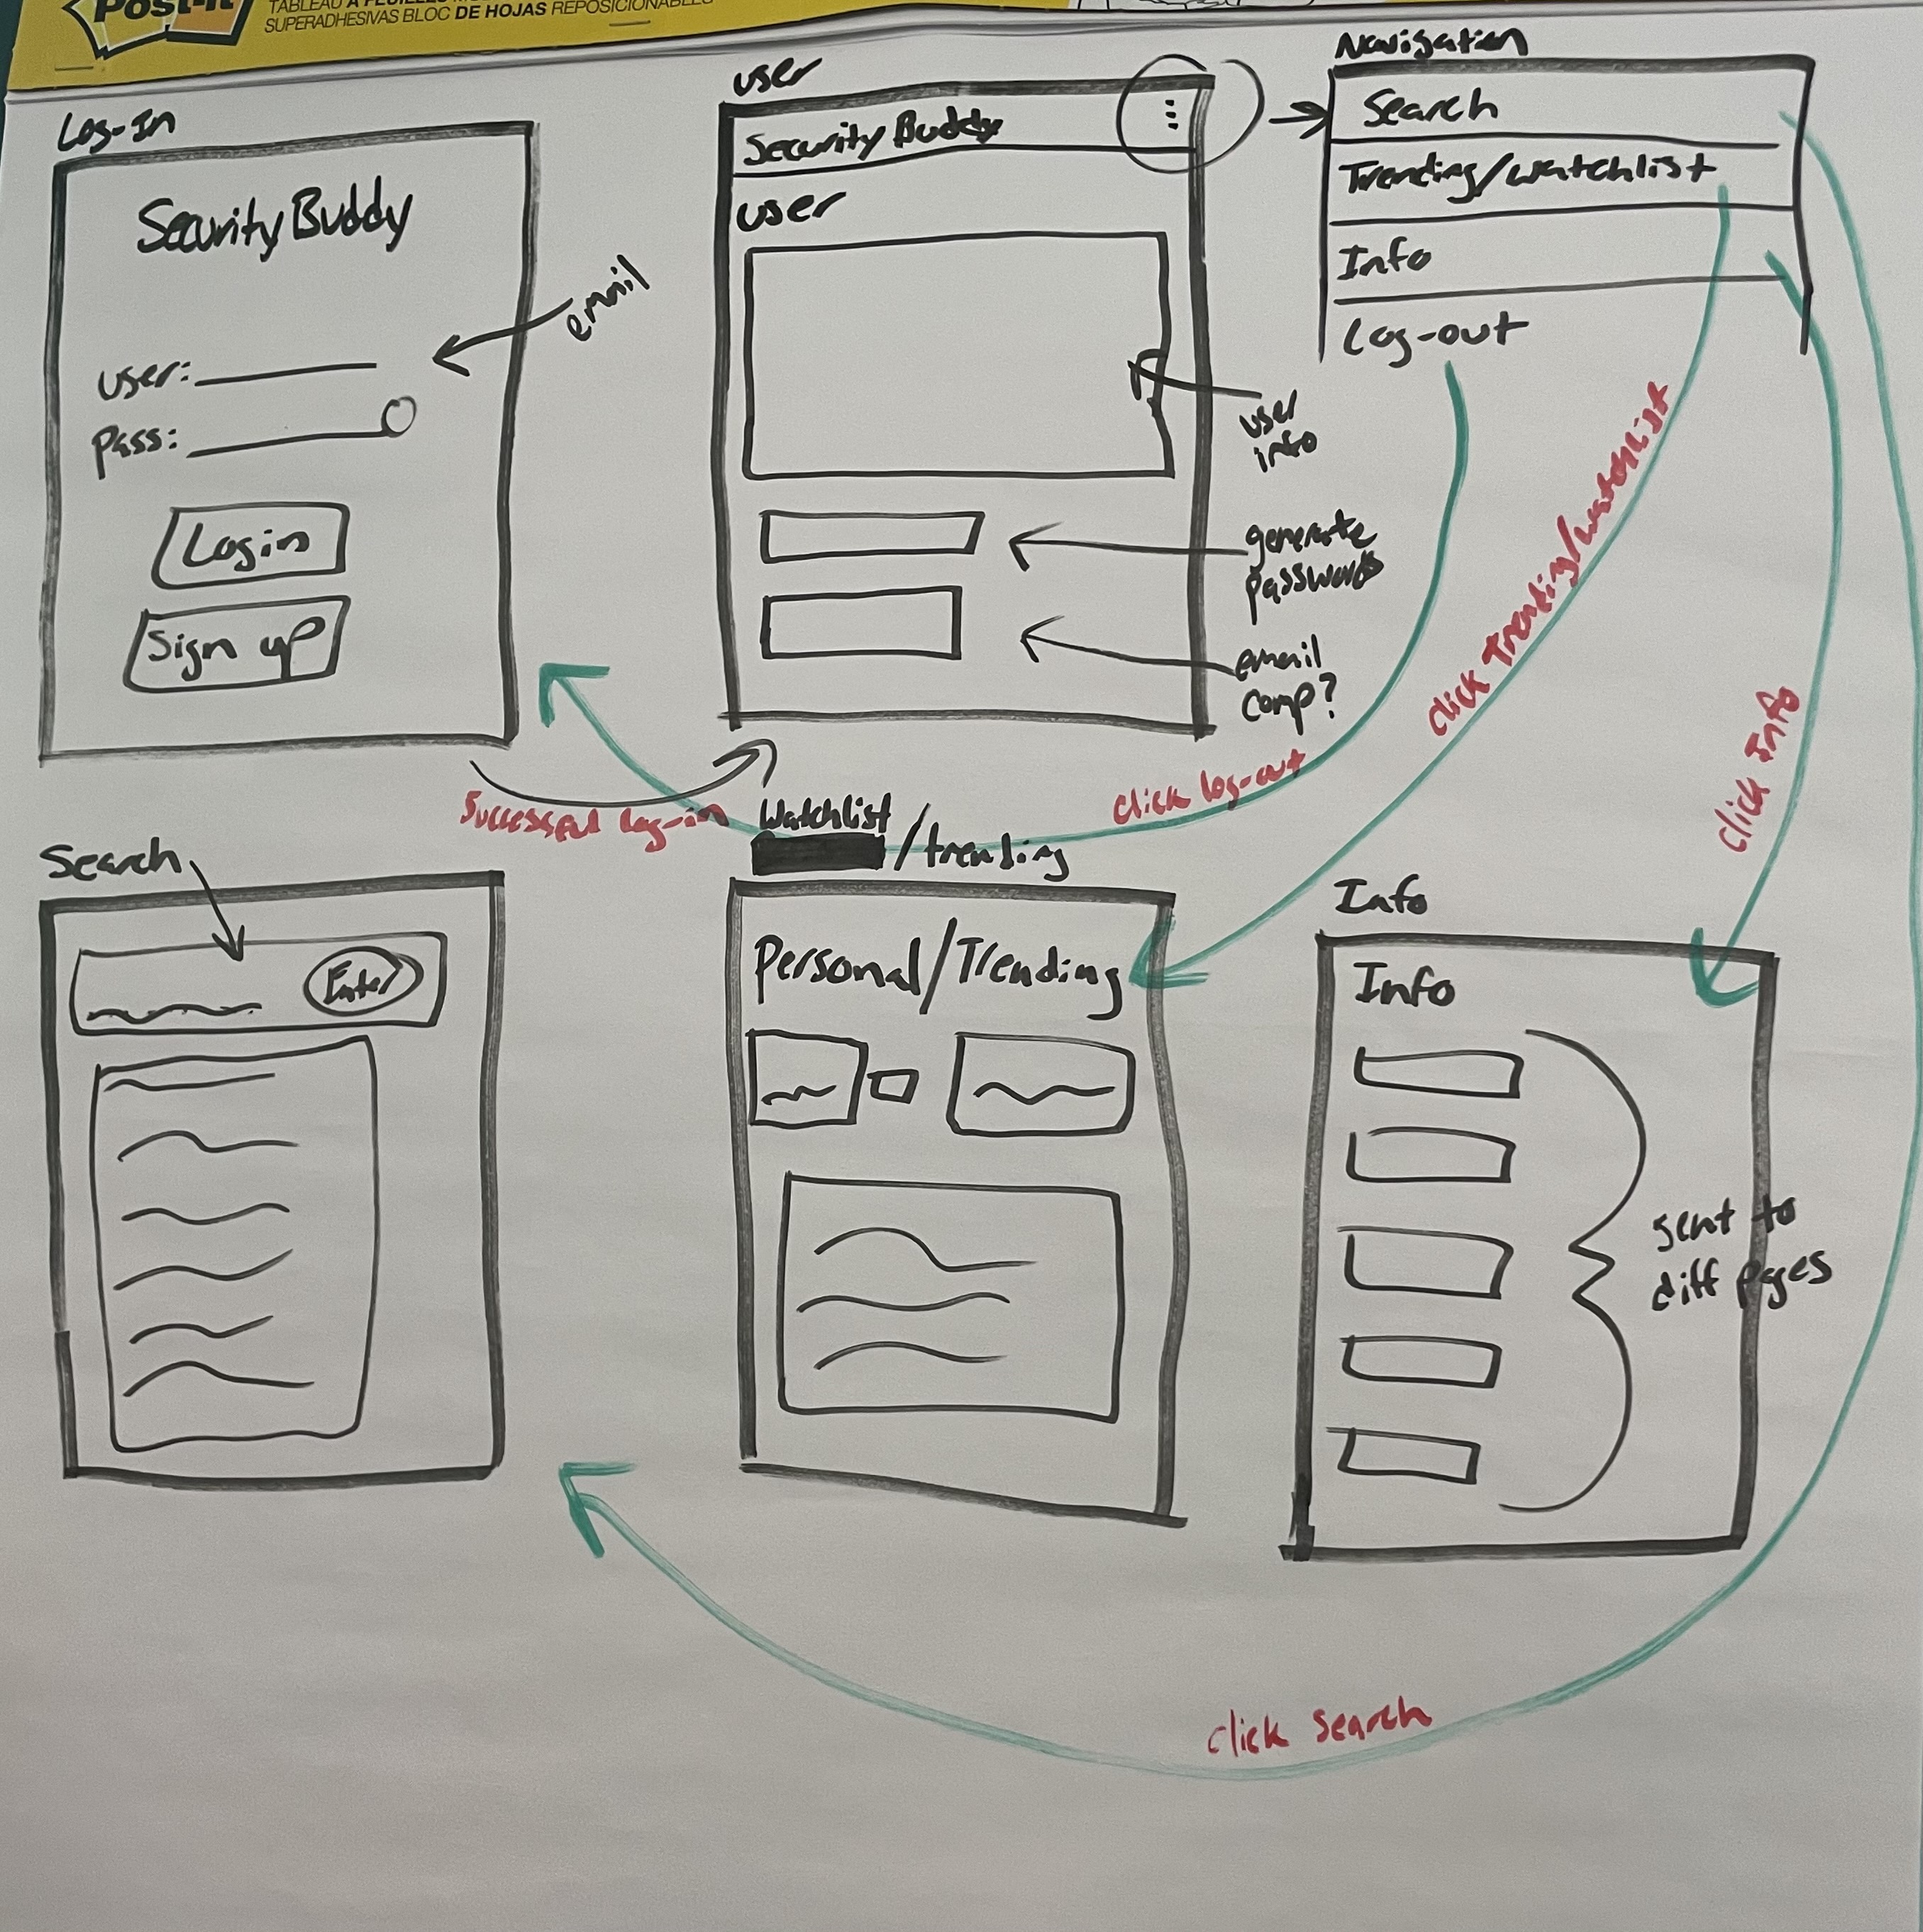 Post-it
SUPERADHESIVAS BLOC DE HOJAS REPOSICIONABLES
Log-In
Security Buddy
email
user:
Pass:
Login
Sign up
user
Security Buddy
user
user
info
generate
passwords
email
comp?
Navigation
Search
Trending/watchlist
Info
Log-out
Successful log-in
click log-out
click Trending/watchlist
click Info
Search
Enter
Watchlist
/trending
Personal/Trending
Info
Info
sent to
diff pages
click search